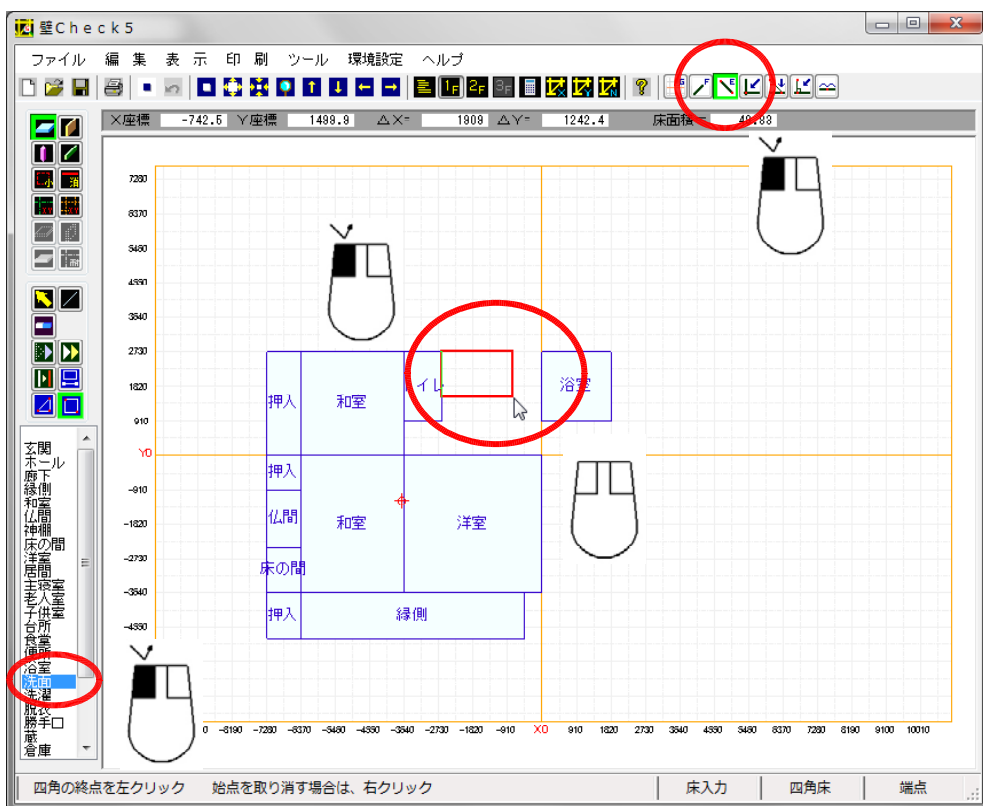 壁Check5
ファイル 編 集 表 示 印 刷 ツール 環境設定 ヘルプ
1F 2F 3F
X座標 -742.5 Y座標 1499.9 △X= 1909 △Y= 1242.4 床面積=
7280
6370
5460
4550
3640
2730
1820
910
Y0
-910
-1820
-2730
-3640
-4550
押入
和室
イレ
浴室
押入
仏間
和室
洋室
床の間
押入
縁側
玄関
ホール
廊下
縁側
和室
仏間
神棚
床の間
洋室
居間
主寝室
老人室
子供室
台所
食堂
便所
浴室
洗面
洗濯
脱衣
勝手口
蔵
倉庫
0 -8190 -7280 -6370 -5460 -4550 -3640 -2730 -1820 -910 X0 910 1820 2730 3640 4550 5460 6370 7280 8190 9100 10010
四角の終点を左クリック 始点を取り消す場合は、右クリック 床入力 四角床 端点